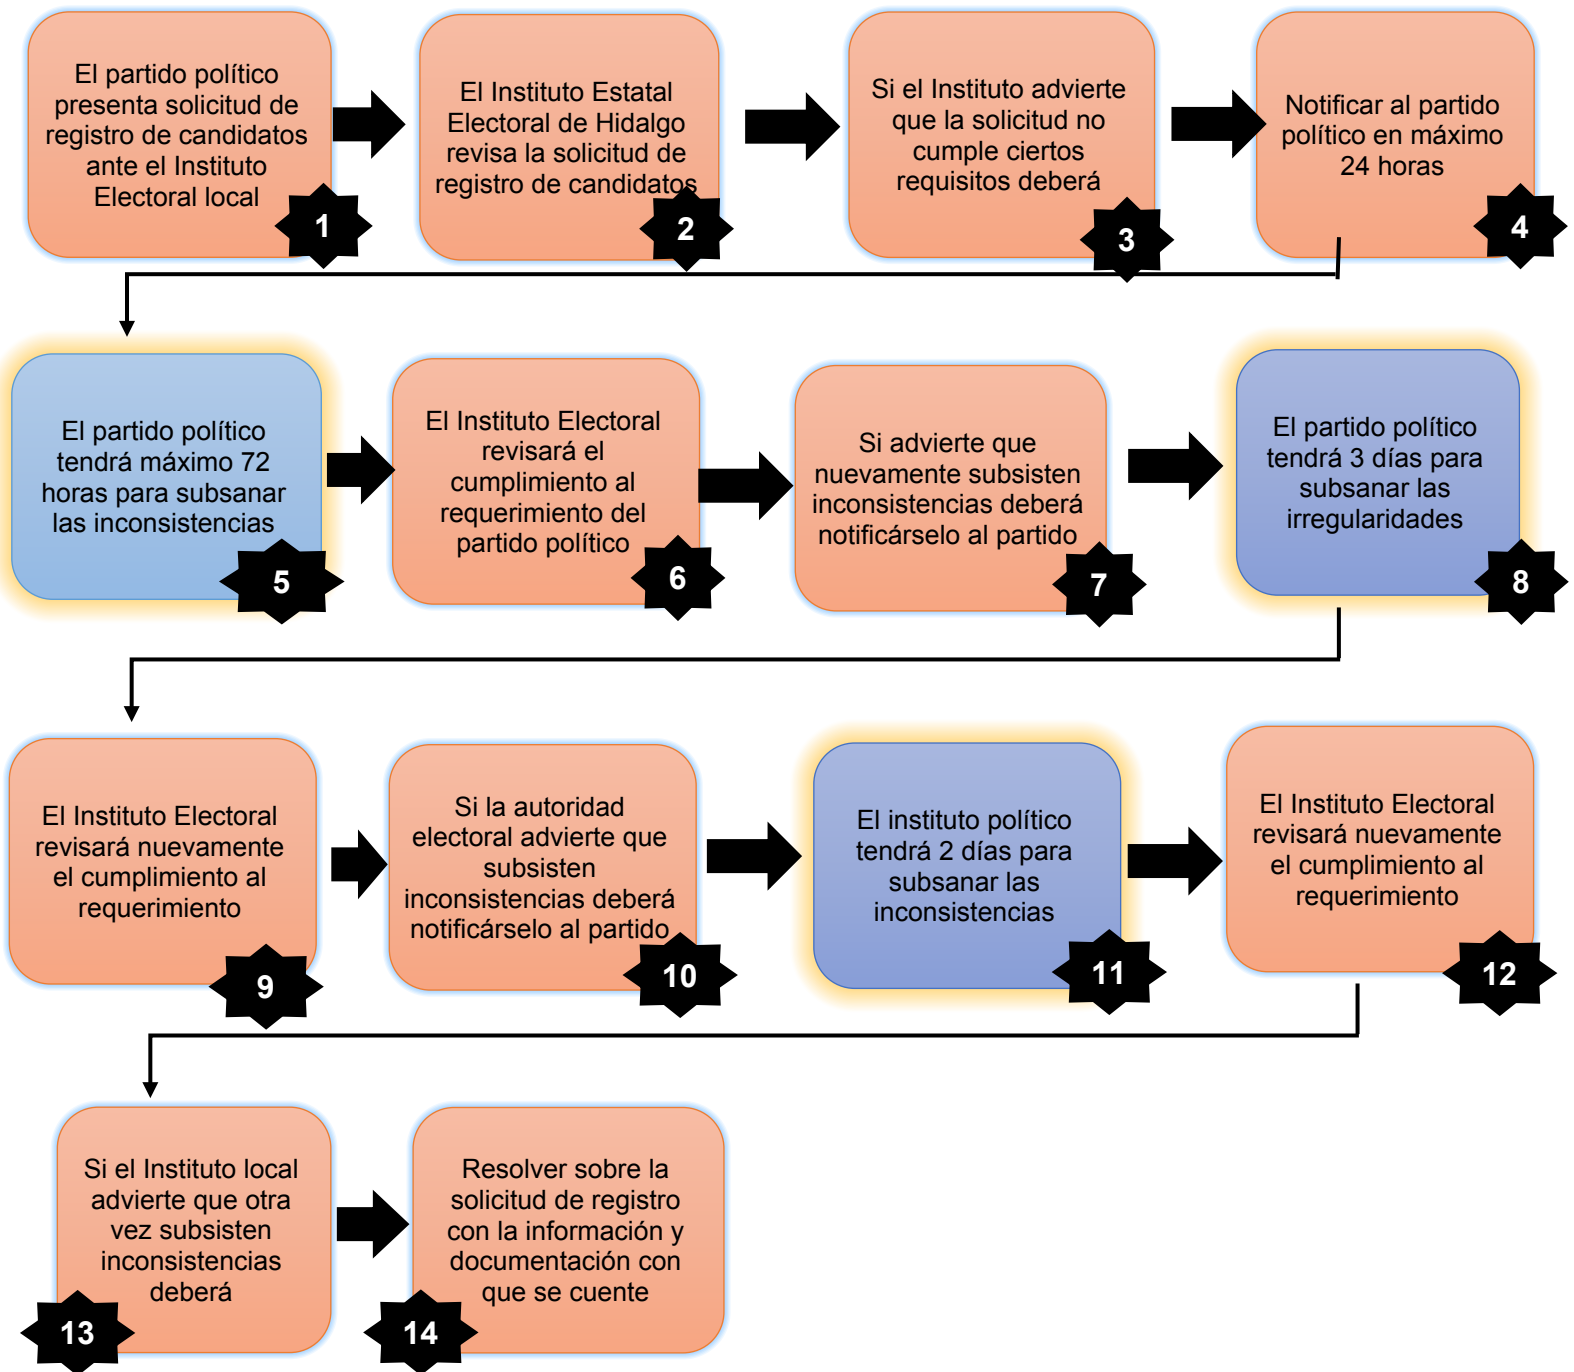 El partido político
presenta solicitud de
registro de candidatos
ante el Instituto
Electoral local
1
El Instituto Estatal
Electoral de Hidalgo
revisa la solicitud de
registro de candidatos
2
Si el Instituto advierte
que la solicitud no
cumple ciertos
requisitos deberá
3
Notificar al partido
político en máximo
24 horas
4
El partido político
tendrá máximo 72
horas para subsanar
las inconsistencias
5
El Instituto Electoral
revisará el
cumplimiento al
requerimiento del
partido político
6
Si advierte que
nuevamente subsisten
inconsistencias deberá
notificárselo al partido
7
El partido político
tendrá 3 días para
subsanar las
irregularidades
8
El Instituto Electoral
revisará nuevamente
el cumplimiento al
requerimiento
9
Si la autoridad
electoral advierte que
subsisten
inconsistencias deberá
notificárselo al partido
10
El instituto político
tendrá 2 días para
subsanar las
inconsistencias
11
El Instituto Electoral
revisará nuevamente
el cumplimiento al
requerimiento
12
Si el Instituto local
advierte que otra
vez subsisten
inconsistencias
deberá
13
Resolver sobre la
solicitud de registro
con la información y
documentación con
que se cuente
14